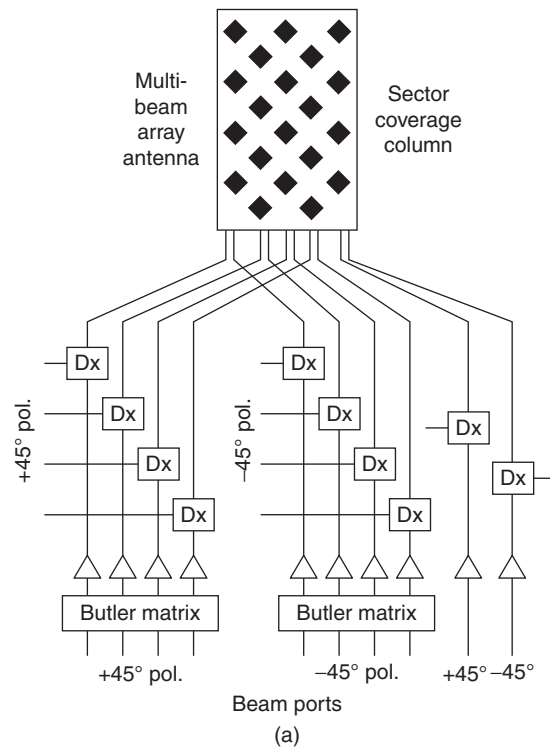 Multi-
beam
array
antenna
Sector
coverage
column
Dx
Dx
Dx
Dx
+45° pol.
Dx
Dx
Dx
Dx
−45° pol.
Dx
Dx
Butler matrix
Butler matrix
+45° pol.
−45° pol.
+45° −45°
Beam ports
(a)